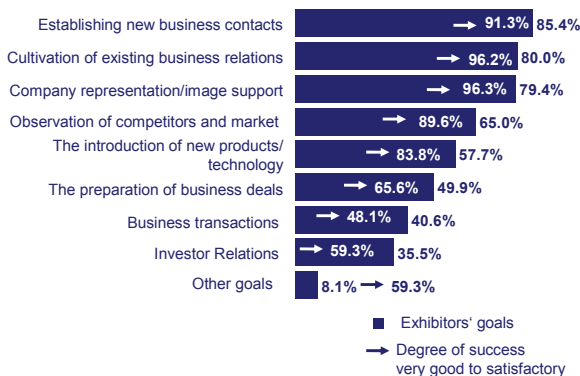 Establishing new business contacts → 91.3% 85.4%
Cultivation of existing business relations → 96.2% 80.0%
Company representation/image support → 96.3% 79.4%
Observation of competitors and market → 89.6% 65.0%
The introduction of new products/
technology → 83.8% 57.7%
The preparation of business deals → 65.6% 49.9%
Business transactions → 48.1% 40.6%
Investor Relations → 59.3% 35.5%
Other goals 8.1% → 59.3%
Exhibitors‘ goals
→ Degree of success
very good to satisfactory